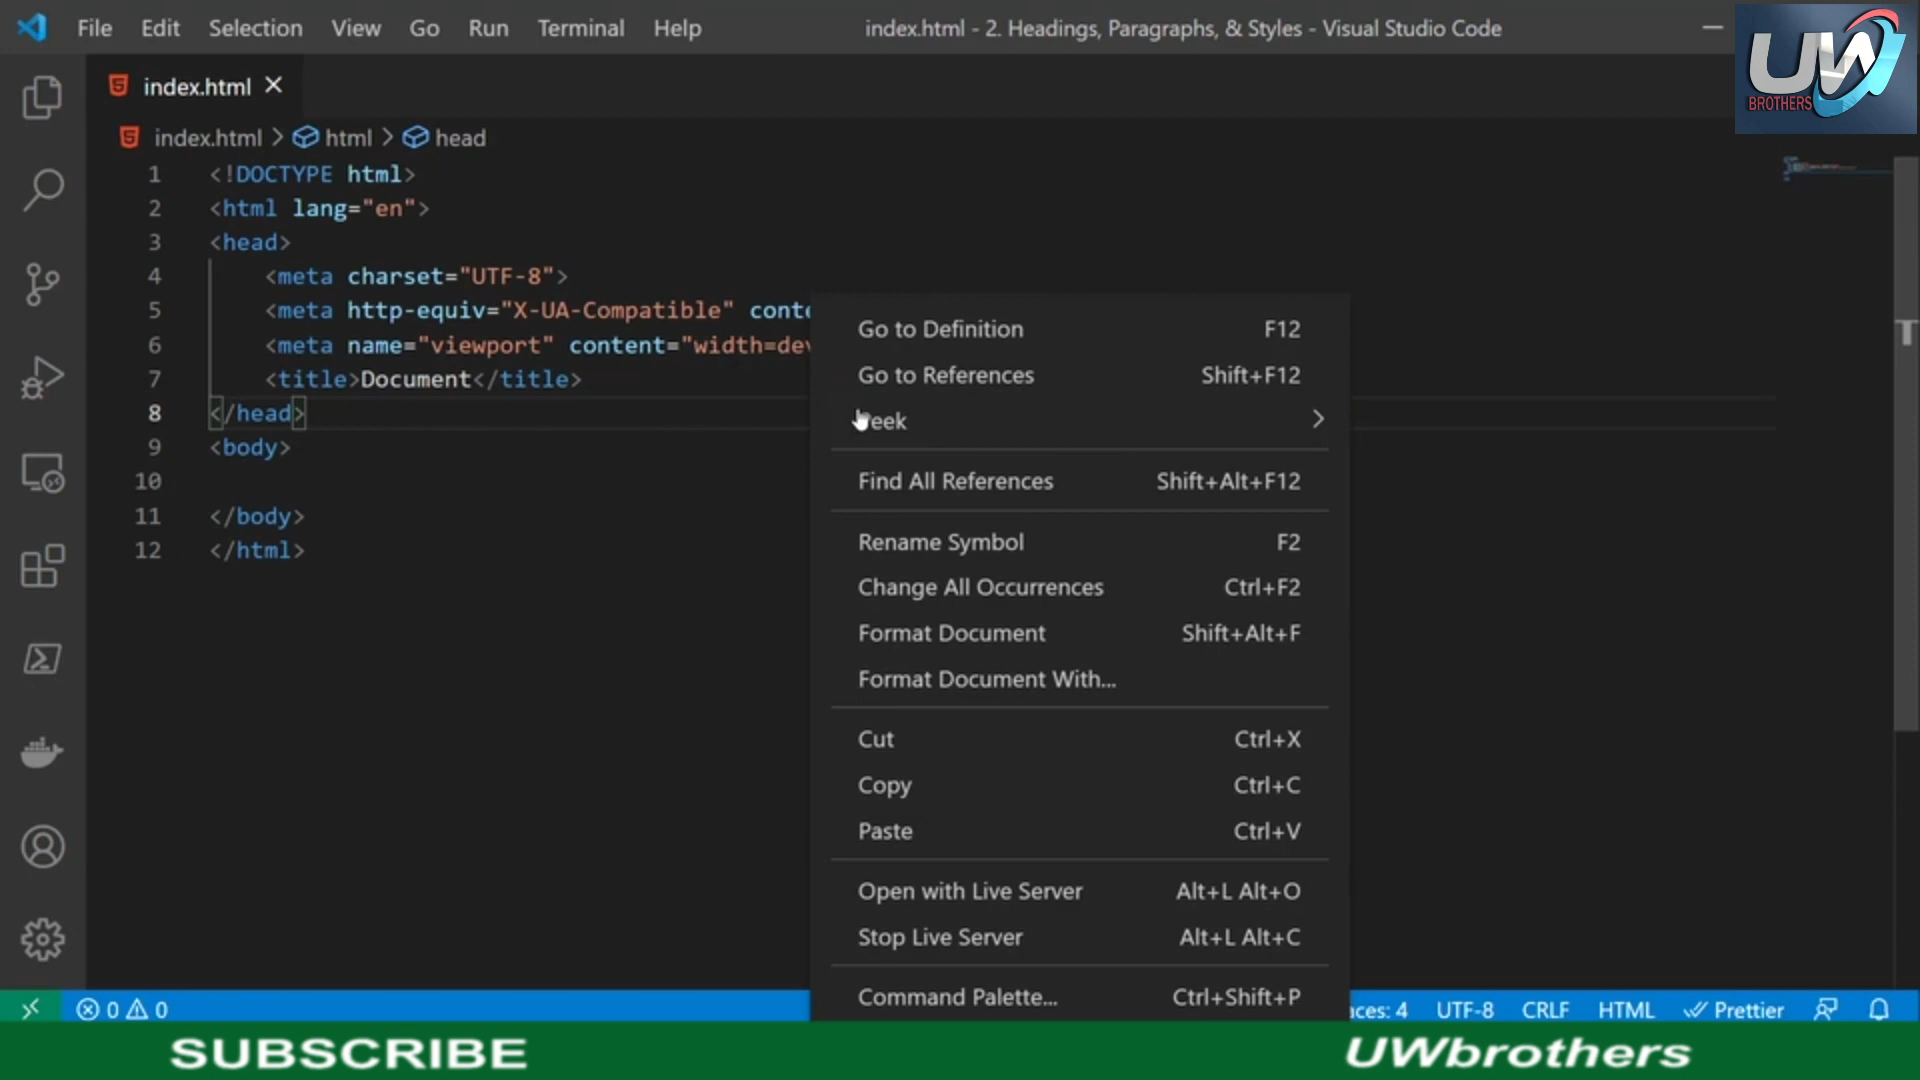 File Edit Selection View Go Run Terminal Help index.html - 2. Headings, Paragraphs, & Styles - Visual Studio Code
UW
BROTHERS
index.html
index.html > html > head
1 <!DOCTYPE html>
2 <html lang="en">
3 <head>
4 <meta charset="UTF-8">
5 <meta http-equiv="X-UA-Compatible" conte
6 <meta name="viewport" content="width=dev
7 <title>Document</title>
8 </head>
9 <body>
10
11 </body>
12 </html>
Go to Definition F12
Go to References Shift+F12
eek
Find All References Shift+Alt+F12
Rename Symbol F2
Change All Occurrences Ctrl+F2
Format Document Shift+Alt+F
Format Document With...
Cut Ctrl+X
Copy Ctrl+C
Paste Ctrl+V
Open with Live Server Alt+L Alt+O
Stop Live Server Alt+L Alt+C
Command Palette... Ctrl+Shift+P
0 0 aces: 4 UTF-8 CRLF HTML Prettier
SUBSCRIBE UWbrothers